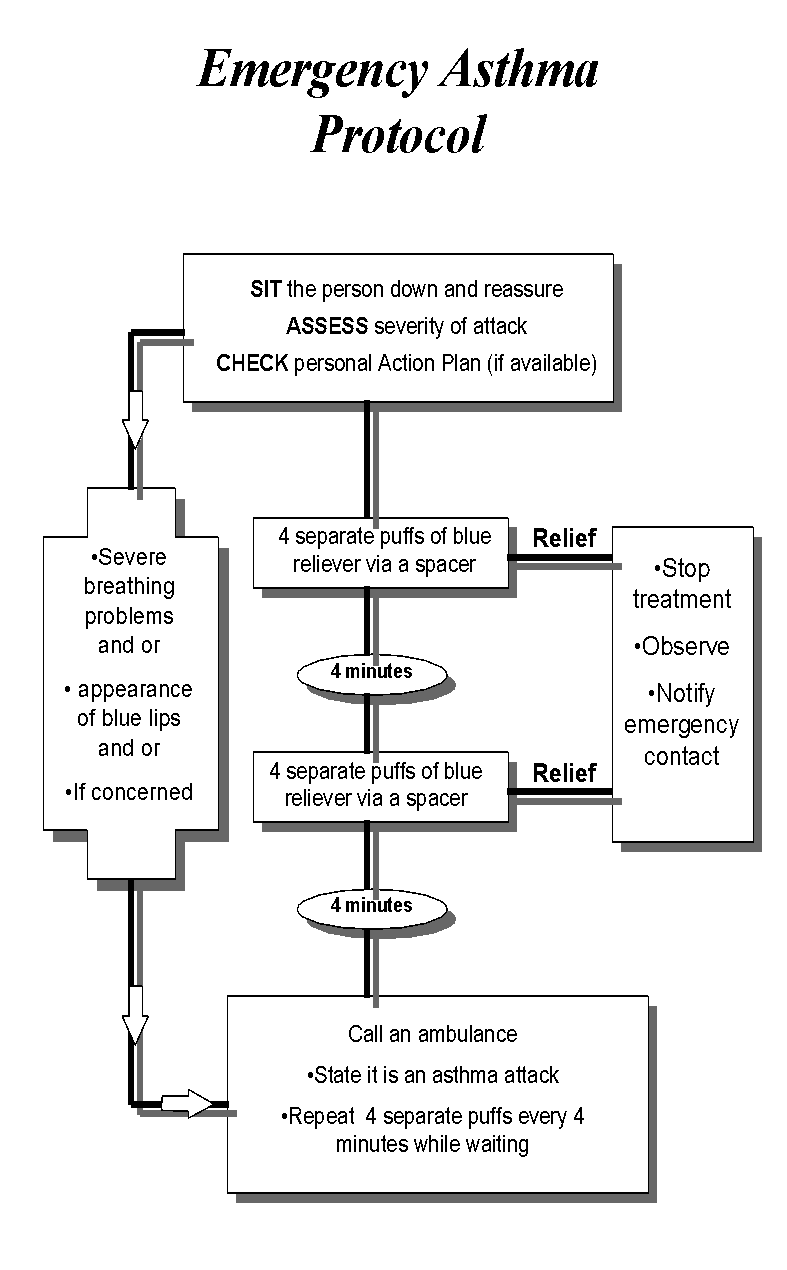 Emergency Asthma
Protocol
SIT the person down and reassure
ASSESS severity of attack
CHECK personal Action Plan (if available)
•Severe
breathing
problems
and or
• appearance
of blue lips
and or
•If concerned
4 separate puffs of blue
reliever via a spacer
Relief
•Stop
treatment
•Observe
•Notify
emergency
contact
4 minutes
4 separate puffs of blue
reliever via a spacer
Relief
4 minutes
Call an ambulance
•State it is an asthma attack
•Repeat 4 separate puffs every 4
minutes while waiting